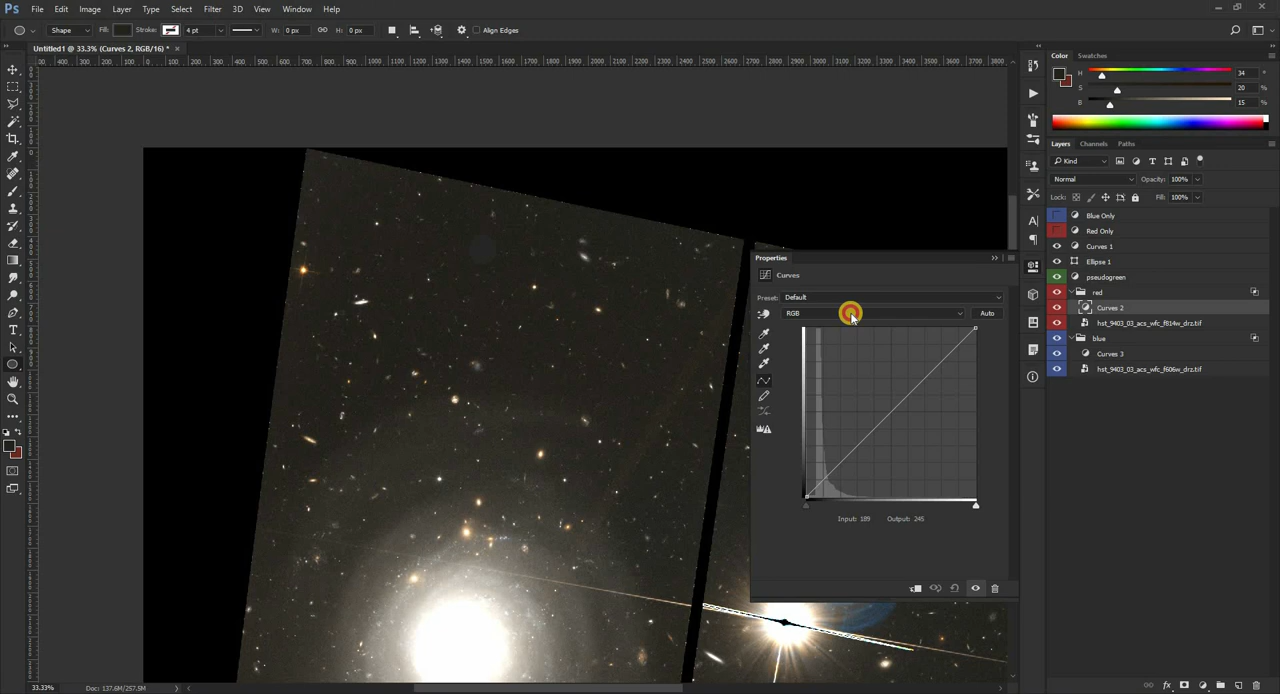 Ps File Edit Image Layer Type Select Filter 3D View Window Help
Shape Fill: Stroke: 4 pt W: 0 px H: 0 px Align Edges
Untitled1 @ 33.3% (Curves 2, RGB/16) *
Color Swatches
H 34 °
S 20 %
B 15 %
Layers Channels Paths
Kind
Normal Opacity: 100%
Lock: Fill: 100%
Blue Only
Red Only
Curves 1
Ellipse 1
pseudogreen
red
Curves 2
hst_9403_03_acs_wfc_f814w_drz.tif
blue
Curves 3
hst_9403_03_acs_wfc_f606w_drz.tif
Properties
Curves
Preset: Default
RGB Auto
Input: 189 Output: 245
33.33% Doc: 137.6M/257.5M